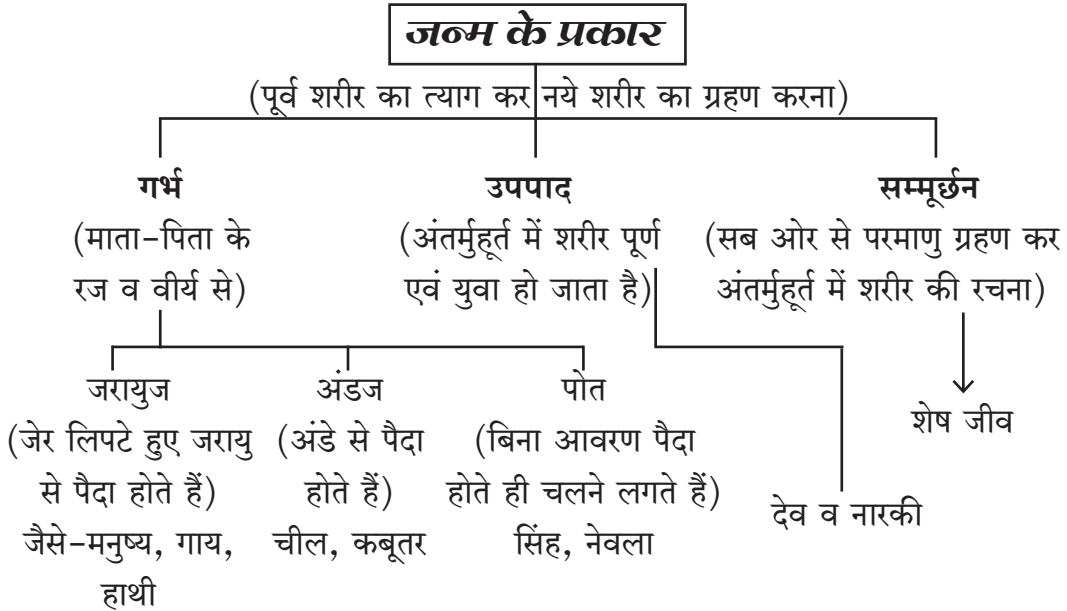 जन्म के प्रकार
(पूर्व शरीर का त्याग कर नये शरीर का ग्रहण करना)
गर्भ
(माता-पिता के
रज व वीर्य से)
उपपाद
(अंतर्मुहूर्त में शरीर पूर्ण
एवं युवा हो जाता है)
सम्मूर्छन
(सब ओर से परमाणु ग्रहण कर
अंतर्मुहूर्त में शरीर की रचना)
जरायुज
(जेर लिपटे हुए जरायु
से पैदा होते हैं)
जैसे-मनुष्य, गाय,
हाथी
अंडज
(अंडे से पैदा
होते हैं)
चील, कबूतर
पोत
(बिना आवरण पैदा
होते ही चलने लगते हैं)
सिंह, नेवला
देव व नारकी
शेष जीव